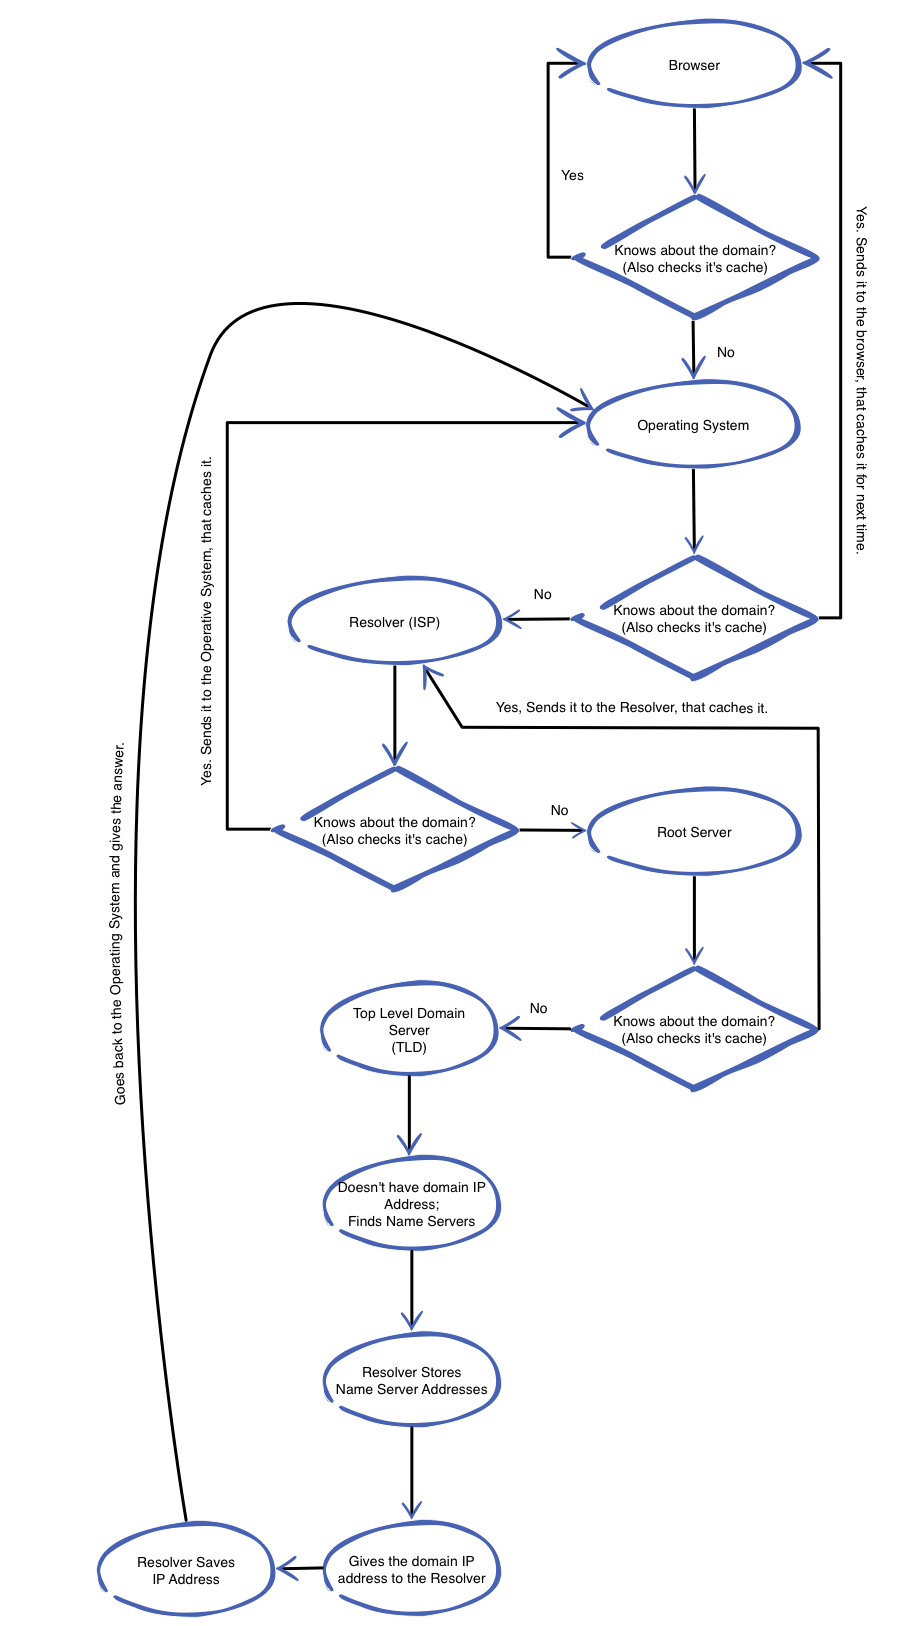 Browser
Yes
Knows about the domain?
(Also checks it's cache)
Yes. Sends it to the browser, that caches it for next time.
No
Operating System
Yes. Sends it to the Operative System, that caches it.
No
Knows about the domain?
(Also checks it's cache)
Resolver (ISP)
Yes, Sends it to the Resolver, that caches it.
Goes back to the Operating System and gives the answer.
Knows about the domain?
(Also checks it's cache)
No
Root Server
Knows about the domain?
(Also checks it's cache)
No
Top Level Domain
Server
(TLD)
Doesn't have domain IP
Address;
Finds Name Servers
Resolver Stores
Name Server Addresses
Gives the domain IP
address to the Resolver
Resolver Saves
IP Address